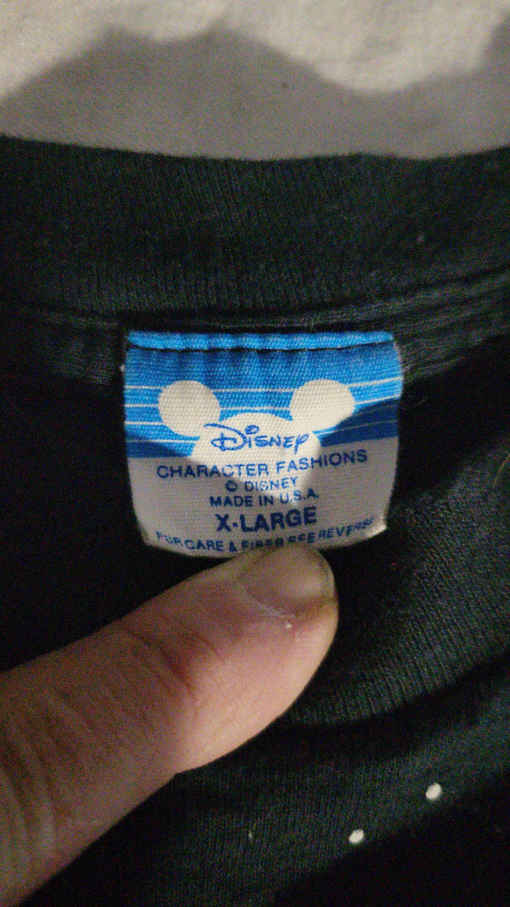 Disney
CHARACTER FASHIONS
© DISNEY
MADE IN U.S.A.
X-LARGE
FOR CARE & FIBER SEE REVERSE